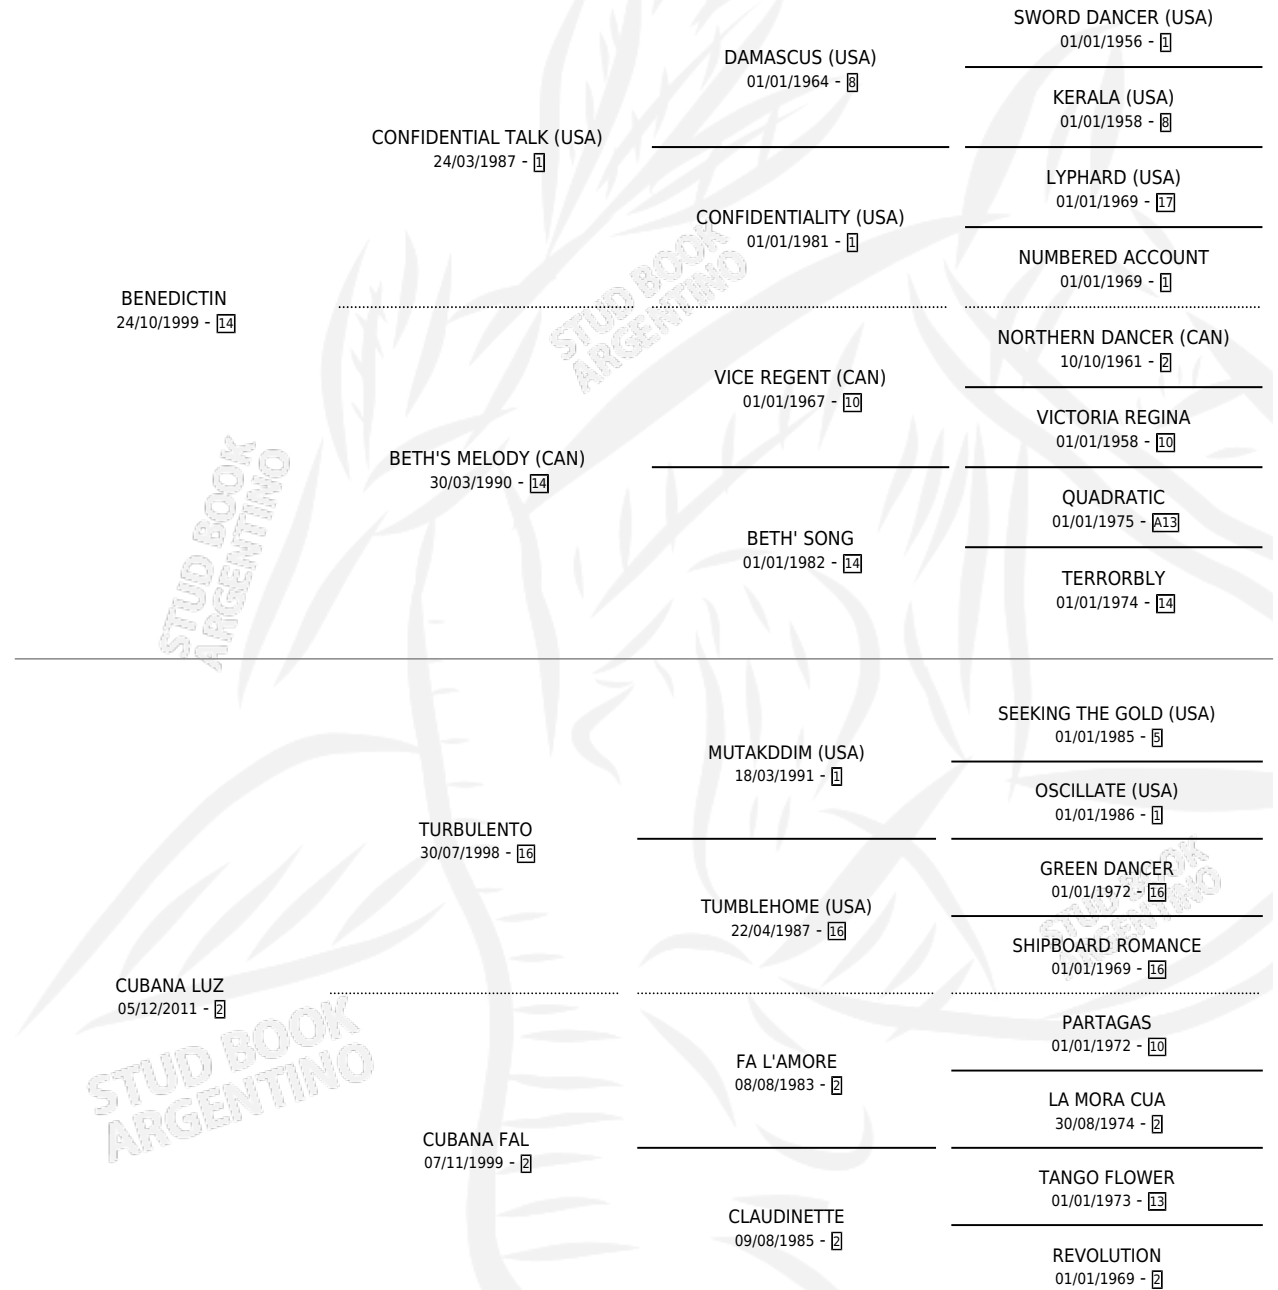 SWORD DANCER (USA)
01/01/1956 - 1
DAMASCUS (USA)
01/01/1964 - 8
KERALA (USA)
01/01/1958 - 8
CONFIDENTIAL TALK (USA)
24/03/1987 - 1
LYPHARD (USA)
01/01/1969 - 17
CONFIDENTIALITY (USA)
01/01/1981 - 1
NUMBERED ACCOUNT
01/01/1969 - 1
BENEDICTIN
24/10/1999 - 14
STUD BOOK
ARGENTINO
NORTHERN DANCER (CAN)
10/10/1961 - 2
VICE REGENT (CAN)
01/01/1967 - 10
VICTORIA REGINA
01/01/1958 - 10
BETH'S MELODY (CAN)
30/03/1990 - 14
QUADRATIC
01/01/1975 - A13
BETH' SONG
01/01/1982 - 14
TERRORBLY
01/01/1974 - 14
STUD BOOK
ARGENTINO
SEEKING THE GOLD (USA)
01/01/1985 - 5
MUTAKDDIM (USA)
18/03/1991 - 1
OSCILLATE (USA)
01/01/1986 - 1
TURBULENTO
30/07/1998 - 16
GREEN DANCER
01/01/1972 - 16
TUMBLEHOME (USA)
22/04/1987 - 16
STUD BOOK
ARGENTINO
SHIPBOARD ROMANCE
01/01/1969 - 16
CUBANA LUZ
05/12/2011 - 2
STUD BOOK
ARGENTINO
PARTAGAS
01/01/1972 - 10
FA L'AMORE
08/08/1983 - 2
LA MORA CUA
30/08/1974 - 2
CUBANA FAL
07/11/1999 - 2
TANGO FLOWER
01/01/1973 - 13
CLAUDINETTE
09/08/1985 - 2
REVOLUTION
01/01/1969 - 2